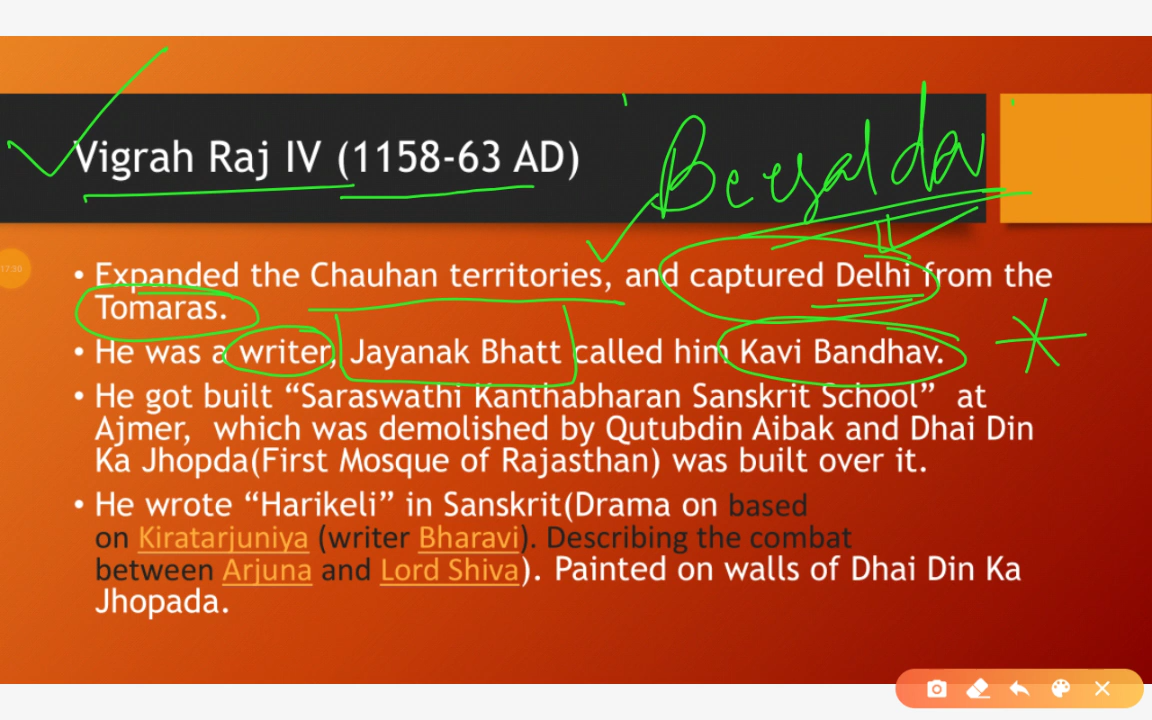 Vigrah Raj IV (1158-63 AD)
Beesaldev
• Expanded the Chauhan territories, and captured Delhi from the
Tomaras.
• He was a writer, Jayanak Bhatt called him Kavi Bandhav.
• He got built “Saraswathi Kanthabharan Sanskrit School” at
Ajmer, which was demolished by Qutubdin Aibak and Dhai Din
Ka Jhopda(First Mosque of Rajasthan) was built over it.
• He wrote “Harikeli” in Sanskrit(Drama on based
on Kiratarjuniya (writer Bharavi). Describing the combat
between Arjuna and Lord Shiva). Painted on walls of Dhai Din Ka
Jhopada.